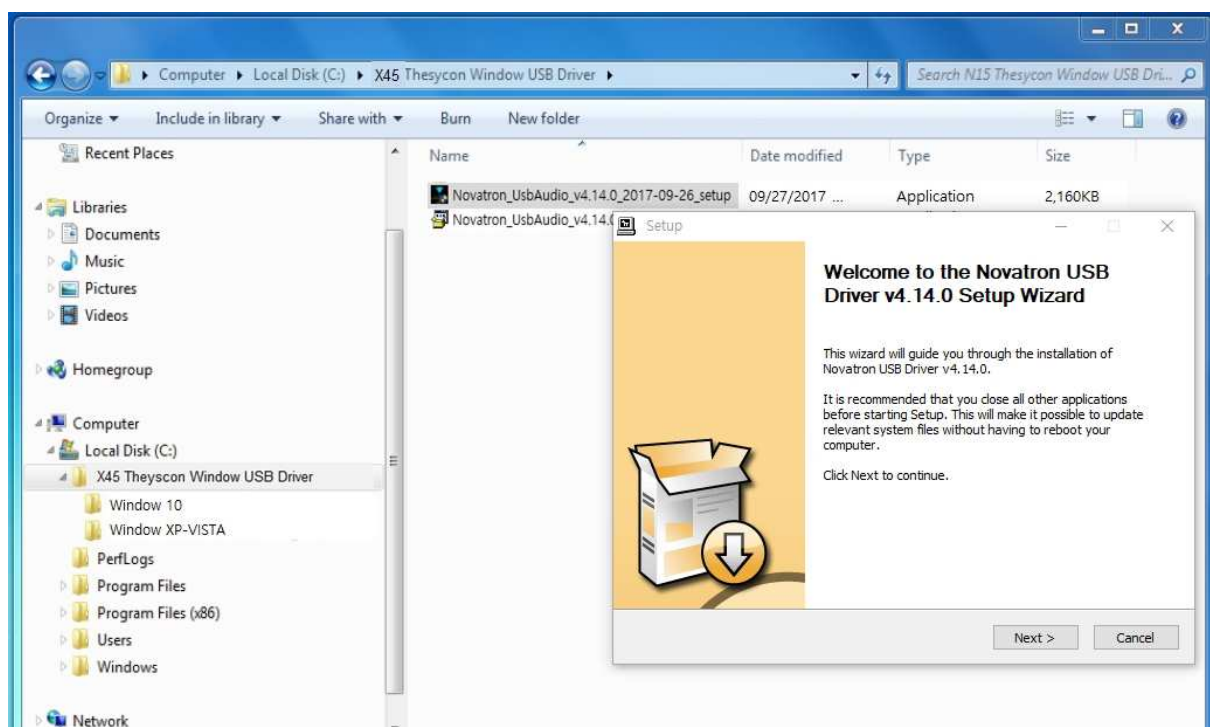 Computer Local Disk (C:) X45 Thesycon Window USB Driver Search N15 Thesycon Window USB Dri...
Organize Include in library Share with Burn New folder
Recent Places
Libraries
Documents
Music
Pictures
Videos
Homegroup
Computer
Local Disk (C:)
X45 Theyscon Window USB Driver
Window 10
Window XP-VISTA
PerfLogs
Program Files
Program Files (x86)
Users
Windows
Network
Name Date modified Type Size
Novatron_UsbAudio_v4.14.0_2017-09-26_setup 09/27/2017 ... Application 2,160KB
Novatron_UsbAudio_v4.14.0
Setup
Welcome to the Novatron USB
Driver v4.14.0 Setup Wizard
This wizard will guide you through the installation of
Novatron USB Driver v4.14.0.
It is recommended that you close all other applications
before starting Setup. This will make it possible to update
relevant system files without having to reboot your
computer.
Click Next to continue.
Next > Cancel